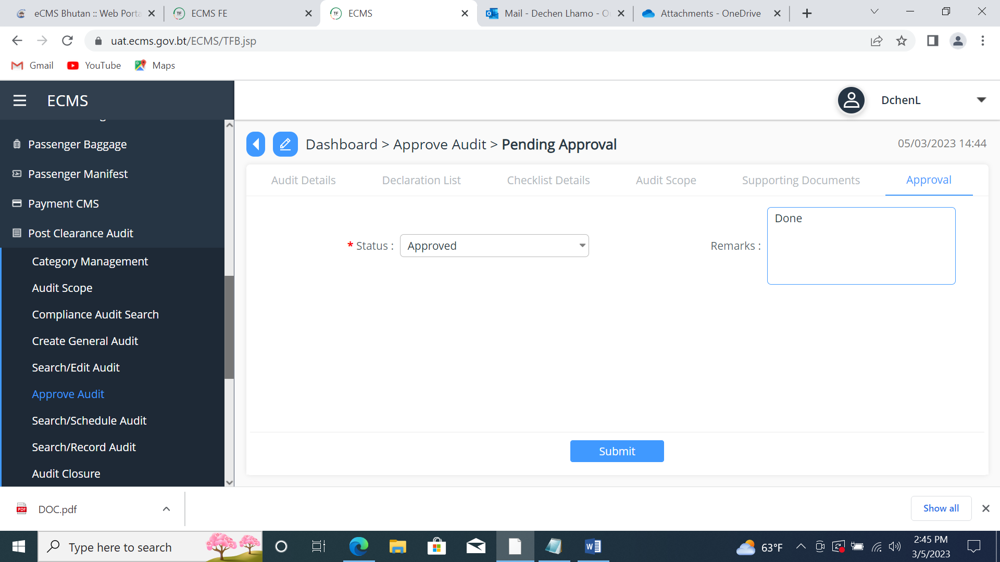 eCMS Bhutan :: Web Porta
ECMS FE
ECMS
Mail - Dechen Lhamo - O
Attachments - OneDrive
uat.ecms.gov.bt/ECMS/TFB.jsp
Gmail
YouTube
Maps
ECMS
DchenL
Passenger Baggage
Passenger Manifest
Payment CMS
Post Clearance Audit
Category Management
Audit Scope
Compliance Audit Search
Create General Audit
Search/Edit Audit
Approve Audit
Search/Schedule Audit
Search/Record Audit
Audit Closure
Dashboard > Approve Audit > Pending Approval
05/03/2023 14:44
Audit Details
Declaration List
Checklist Details
Audit Scope
Supporting Documents
Approval
* Status :
Approved
Remarks :
Done
Submit
DOC.pdf
Show all
Type here to search
63°F
2:45 PM
3/5/2023